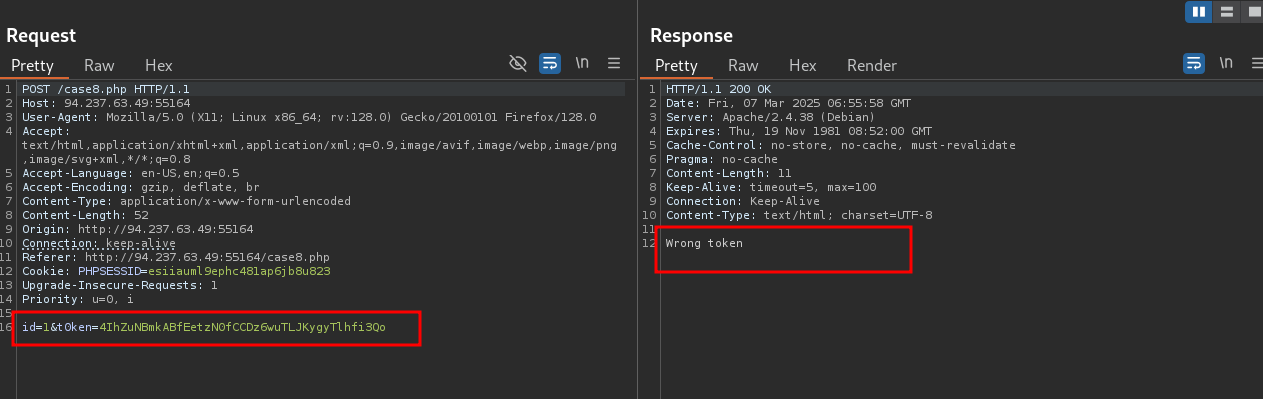 Request
Pretty Raw Hex
\n
1 POST /case8.php HTTP/1.1
2 Host: 94.237.63.49:55164
3 User-Agent: Mozilla/5.0 (X11; Linux x86_64; rv:128.0) Gecko/20100101 Firefox/128.0
4 Accept:
text/html,application/xhtml+xml,application/xml;q=0.9,image/avif,image/webp,image/png
,image/svg+xml,*/*;q=0.8
5 Accept-Language: en-US,en;q=0.5
6 Accept-Encoding: gzip, deflate, br
7 Content-Type: application/x-www-form-urlencoded
8 Content-Length: 52
9 Origin: http://94.237.63.49:55164
10 Connection: keep-alive
11 Referer: http://94.237.63.49:55164/case8.php
12 Cookie: PHPSESSID=esiiauml9ephc481ap6jb8u823
13 Upgrade-Insecure-Requests: 1
14 Priority: u=0, i
15
16 id=1&t0ken=4IhZuNBmkABfEetzN0fCCDz6wuTLJKygyTlhfi3Qo
Response
Pretty Raw Hex Render
\n
1 HTTP/1.1 200 OK
2 Date: Fri, 07 Mar 2025 06:55:58 GMT
3 Server: Apache/2.4.38 (Debian)
4 Expires: Thu, 19 Nov 1981 08:52:00 GMT
5 Cache-Control: no-store, no-cache, must-revalidate
6 Pragma: no-cache
7 Content-Length: 11
8 Keep-Alive: timeout=5, max=100
9 Connection: Keep-Alive
10 Content-Type: text/html; charset=UTF-8
11
12 Wrong token